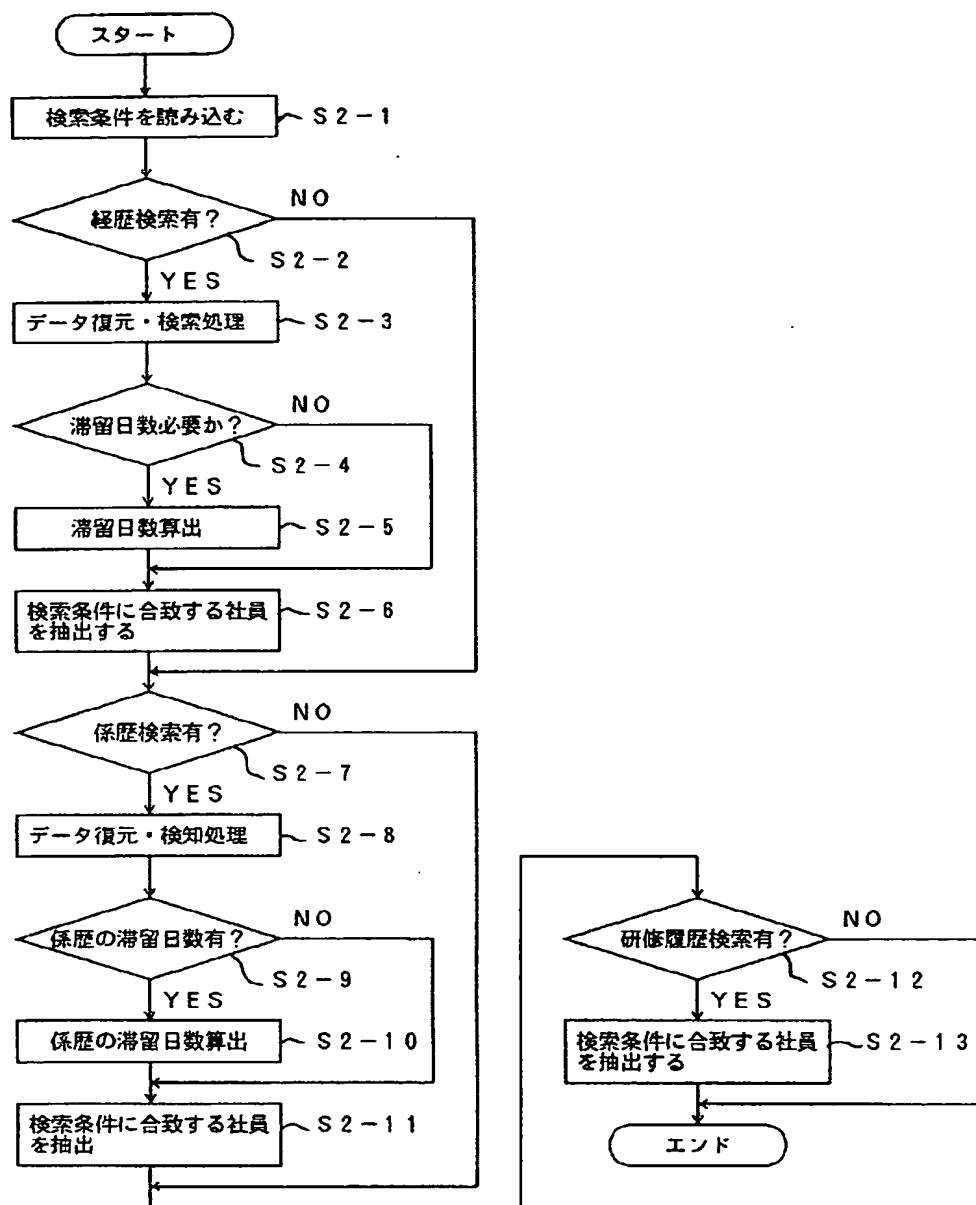 スタート
検索条件を読み込む
S2-1
経歴検索有？
NO
S2-2
YES
データ復元・検索処理
S2-3
滞留日数必要か？
NO
S2-4
YES
滞留日数算出
S2-5
検索条件に合致する社員
を抽出する
S2-6
係歴検索有？
NO
S2-7
YES
データ復元・検知処理
S2-8
係歴の滞留日数有？
NO
S2-9
YES
係歴の滞留日数算出
S2-10
検索条件に合致する社員
を抽出
S2-11
研修履歴検索有？
NO
S2-12
YES
検索条件に合致する社員
を抽出する
S2-13
エンド